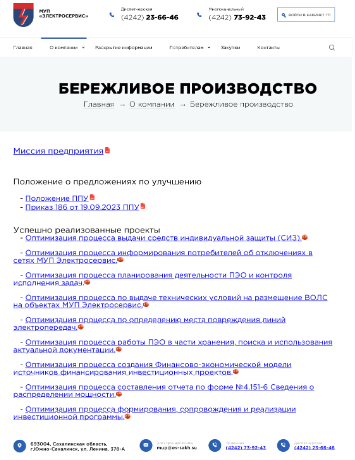 МУП
«ЭЛЕКТРОСЕРВИС»
Диспетчерская
(4242) 23-66-46
Многоканальный
(4242) 73-92-43
ВОЙТИ В КАБИНЕТ
Главная
О компании
Раскрытие информации
Потребителям
Закупки
Контакты
БЕРЕЖЛИВОЕ ПРОИЗВОДСТВО
Главная → О компании → Бережливое производство
Миссия предприятия
Положение о предложениях по улучшению
- Положение ППУ
- Приказ 186 от 19.09.2023 ППУ
Успешно реализованные проекты
- Оптимизация процесса выдачи средств индивидуальной защиты (СИЗ).
- Оптимизация процесса информирования потребителей об отключениях в
сетях МУП Электросервис.
- Оптимизация процесса планирования деятельности ПЭО и контроля
исполнения задач.
- Оптимизация процесса по выдаче технических условий на размещение ВОЛС
на объектах МУП Электросервис.
- Оптимизация процесса по определению места повреждения линий
электропередач.
- Оптимизация процесса работы ПЭО в части хранения, поиска и использования
актуальной документации.
- Оптимизация процесса создания Финансово-экономической модели
источников финансирования инвестиционных проектов.
- Оптимизация процесса составления отчета по форме №4.151-6 Сведения о
распределении мощности.
- Оптимизация процесса формирования, сопровождения и реализации
инвестиционной программы.
693004, Сахалинская область,
г.Южно-Сахалинск, ул. Ленина, 378-А
(4242) 73-92-43
(4242) 23-66-46